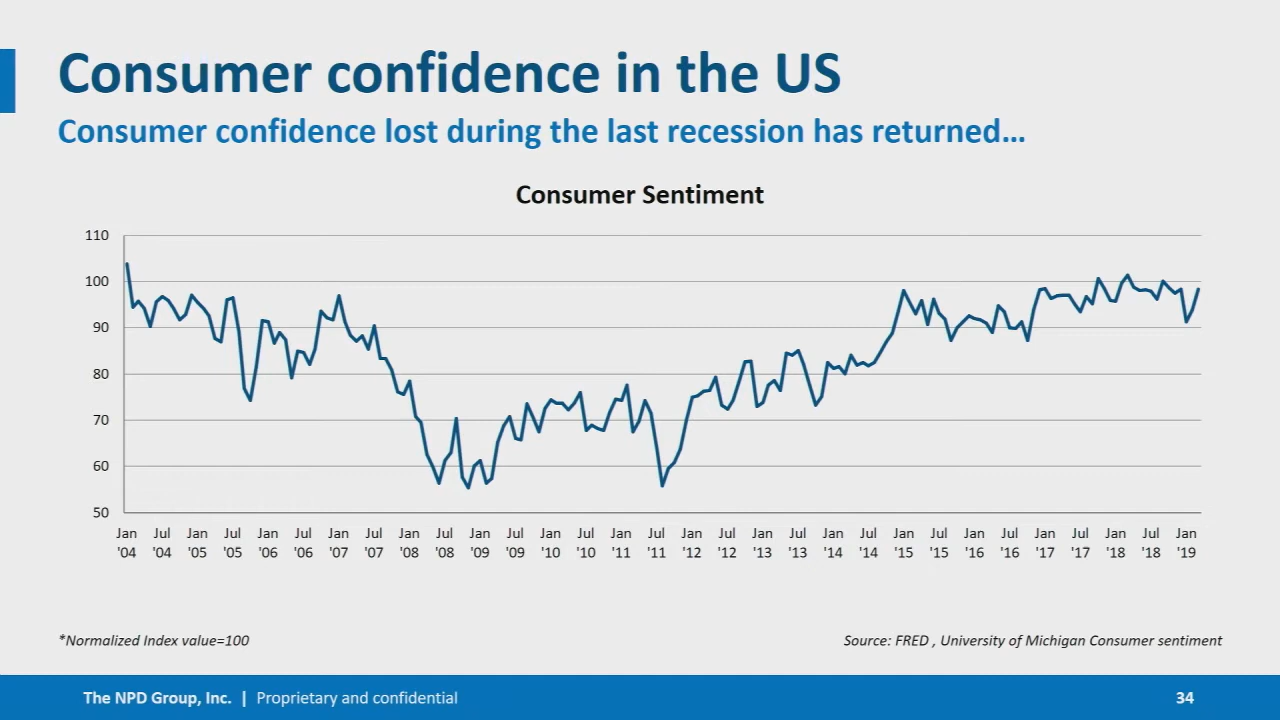 Consumer confidence in the US
Consumer confidence lost during the last recession has returned...
Consumer Sentiment
110
100
90
80
70
60
50
Jan Jul Jan Jul Jan Jul Jan Jul Jan Jul Jan Jul Jan Jul Jan Jul Jan Jul Jan Jul Jan Jul Jan Jul Jan Jul Jan Jul Jan Jul Jan
'04 '04 '05 '05 '06 '06 '07 '07 '08 '08 '09 '09 '10 '10 '11 '11 '12 '12 '13 '13 '14 '14 '15 '15 '16 '16 '17 '17 '18 '18 '19
*Normalized Index value=100
Source: FRED , University of Michigan Consumer sentiment
The NPD Group, Inc. | Proprietary and confidential
34